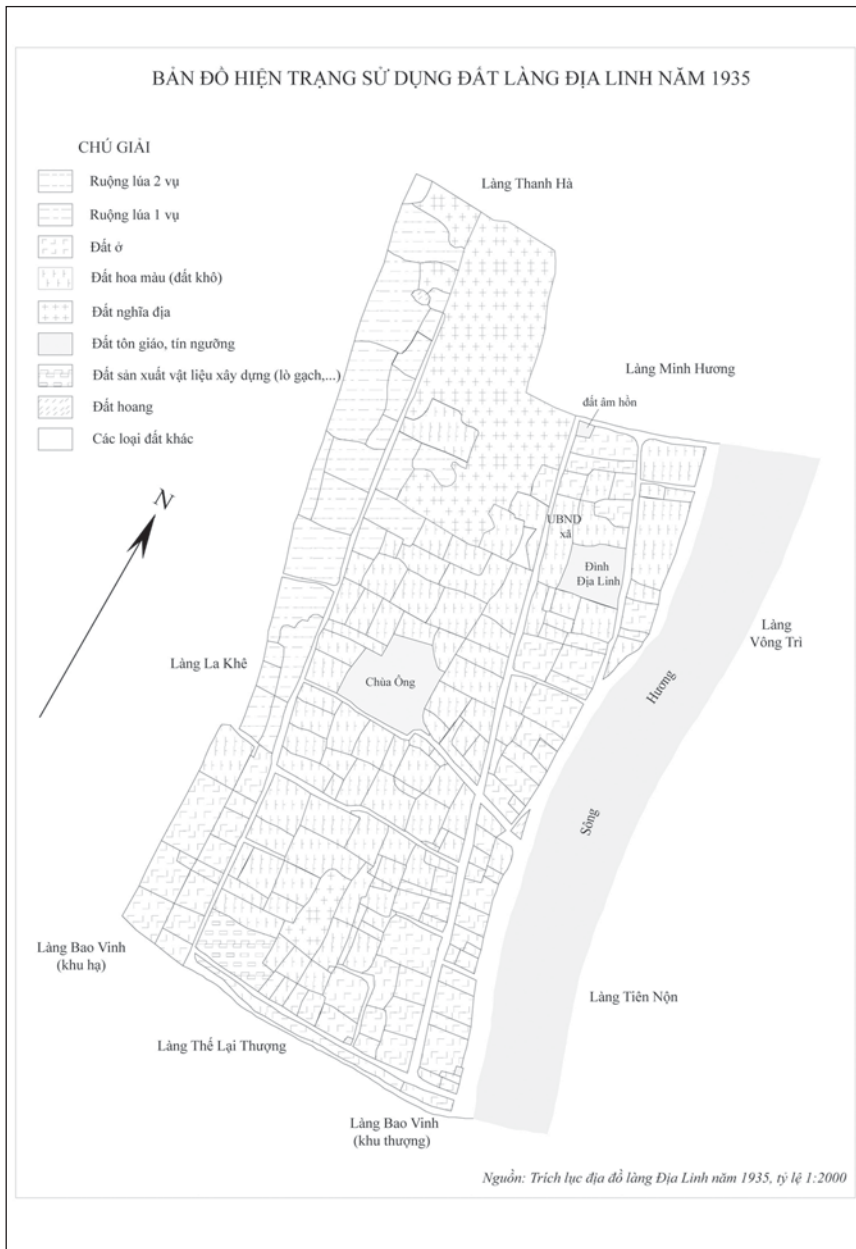 BẢN ĐỒ HIỆN TRẠNG SỬ DỤNG ĐẤT LÀNG ĐỊA LINH NĂM 1935
CHÚ GIẢI
Ruộng lúa 2 vụ
Ruộng lúa 1 vụ
Đất ở
Đất hoa màu (đất khô)
Đất nghĩa địa
Đất tôn giáo, tín ngưỡng
Đất sản xuất vật liệu xây dựng (lò gạch,...)
Đất hoang
Các loại đất khác
N
Làng Thanh Hà
Làng Minh Hương
đất âm hồn
UBND
xã
Đình
Địa Linh
Làng
Vông Trì
Làng La Khê
Chùa Ông
Hương
Sông
Làng Bao Vinh
(khu hạ)
Làng Tiên Nộn
Làng Thế Lại Thượng
Làng Bao Vinh
(khu thượng)
Nguồn: Trích lục địa đồ làng Địa Linh năm 1935, tỷ lệ 1:2000